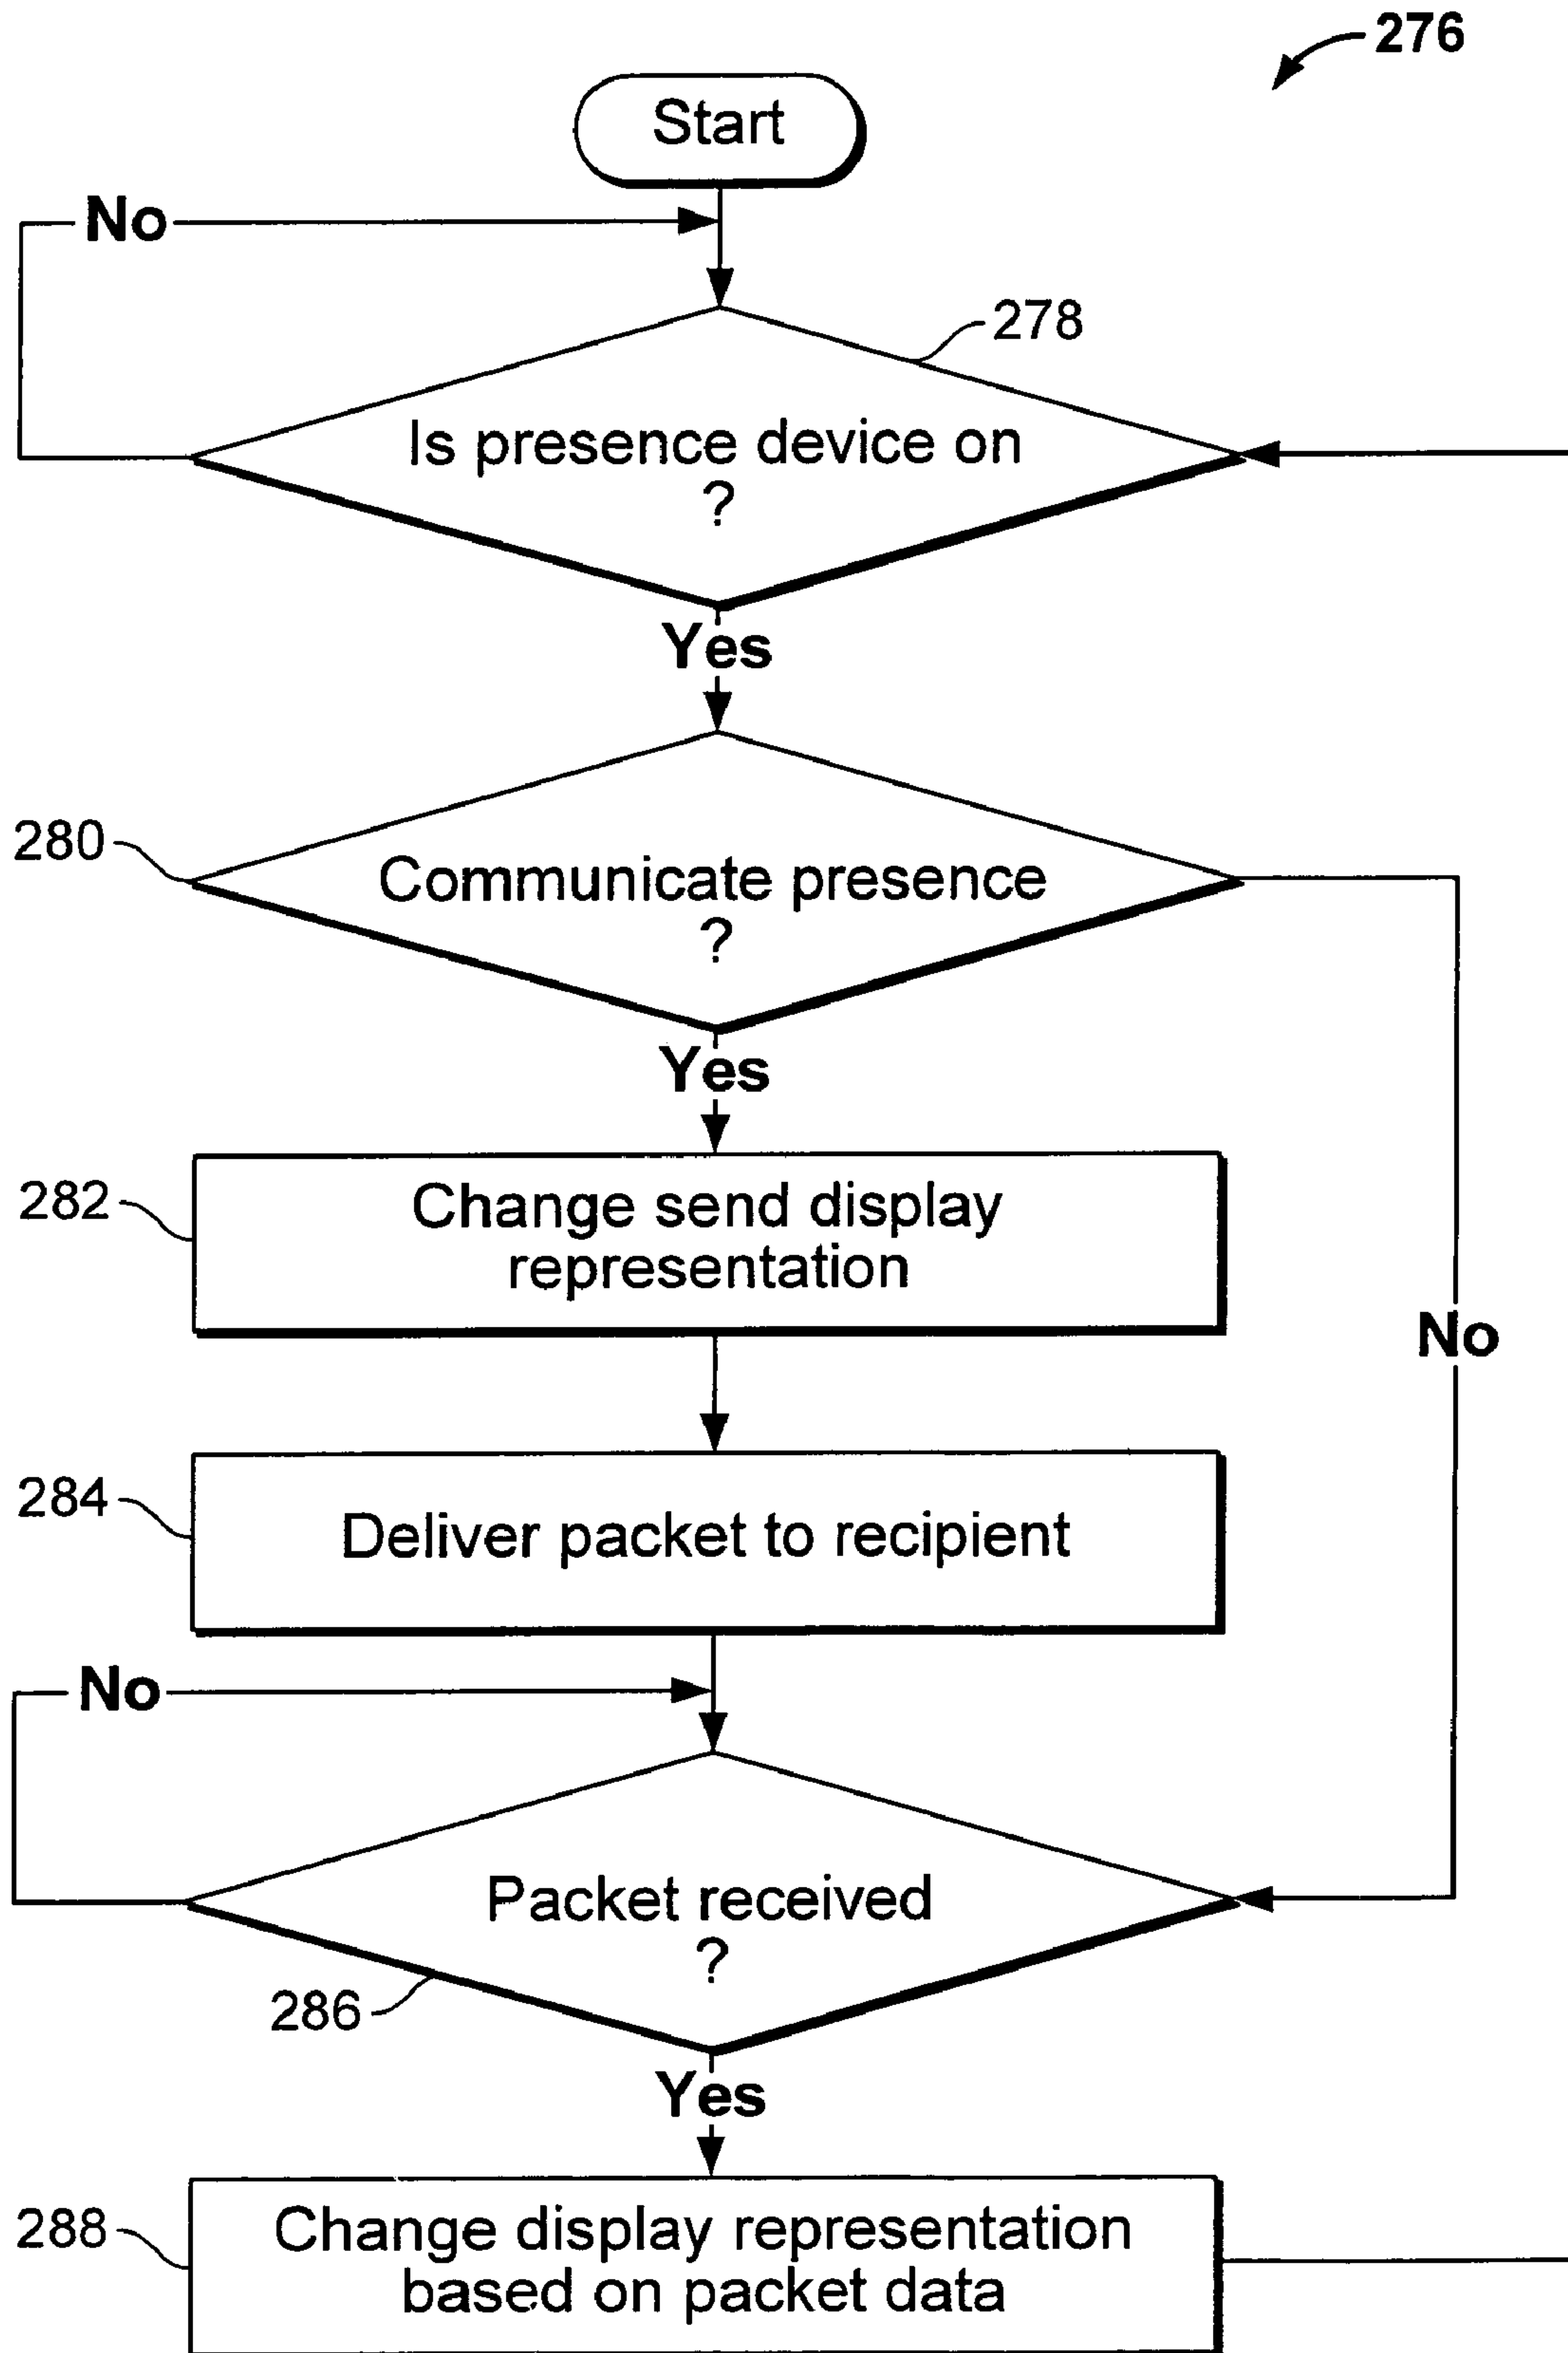 276
Start
No
278
Is presence device on
?
Yes
280
Communicate presence
?
Yes
282
Change send display
representation
No
284
Deliver packet to recipient
No
Packet received
?
286
Yes
288
Change display representation
based on packet data